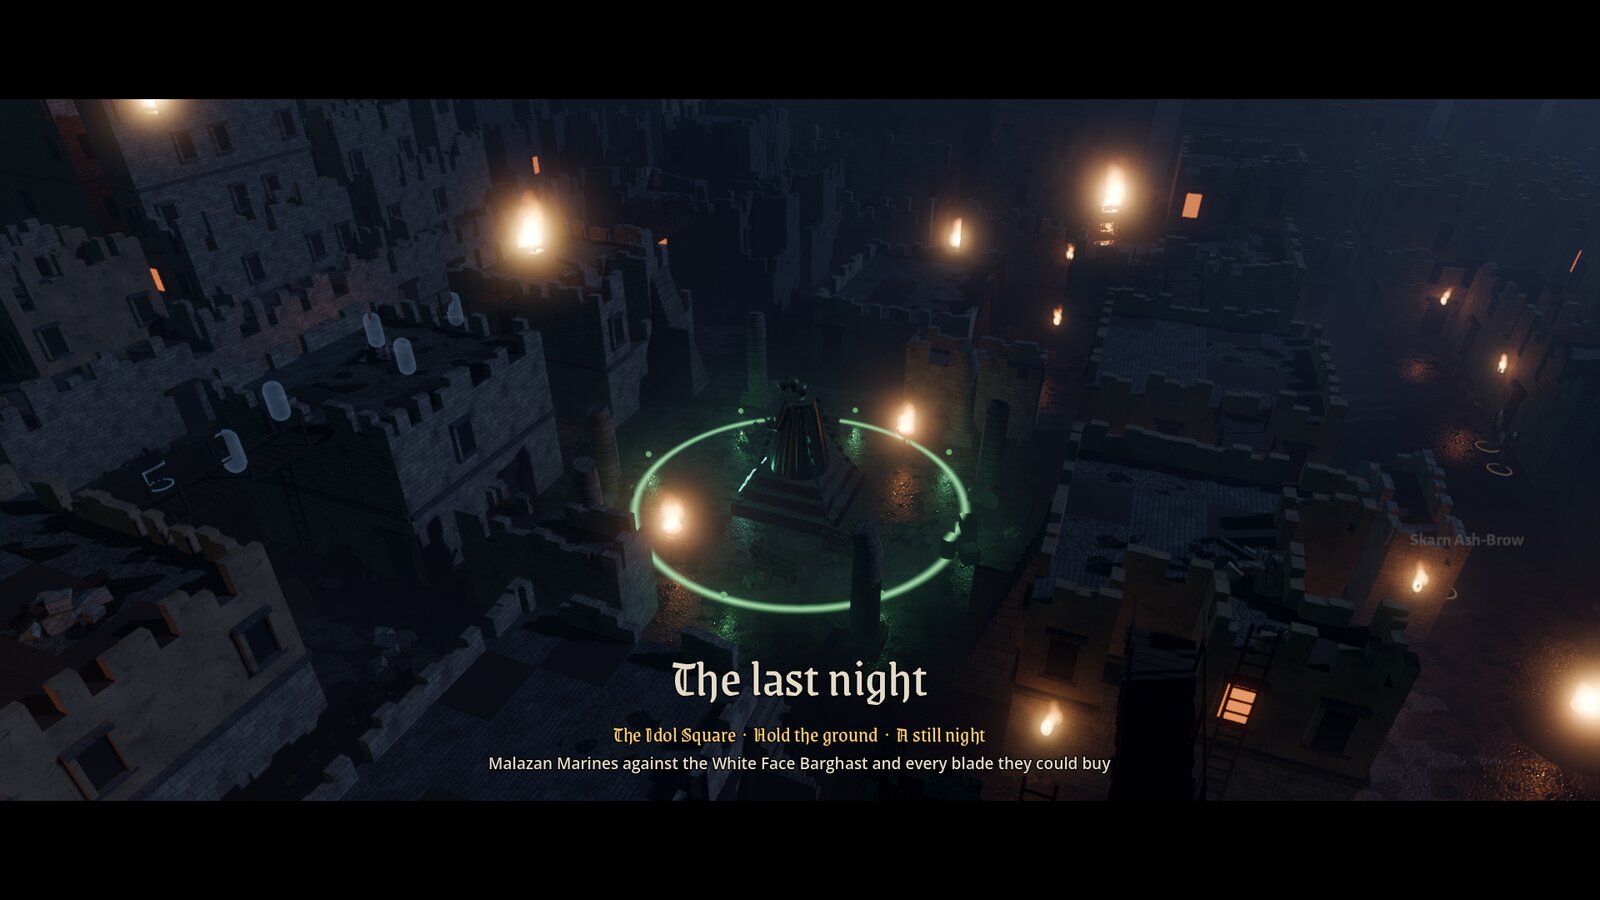 Skarn Ash-Brow
The last night
The Idol Square · Hold the ground · A still night
Malazan Marines against the White Face Barghast and every blade they could buy